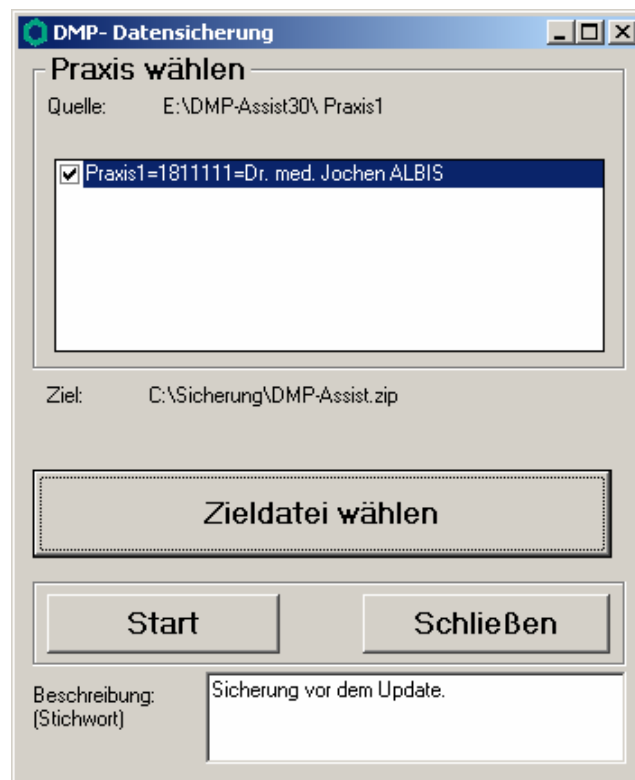 DMP- Datensicherung
Praxis wählen
Quelle: E:\DMP-Assist30\ Praxis1
Praxis1=1811111=Dr. med. Jochen ALBIS
Ziel: C:\Sicherung\DMP-Assist.zip
Zieldatei wählen
Start Schließen
Beschreibung: Sicherung vor dem Update.
(Stichwort)